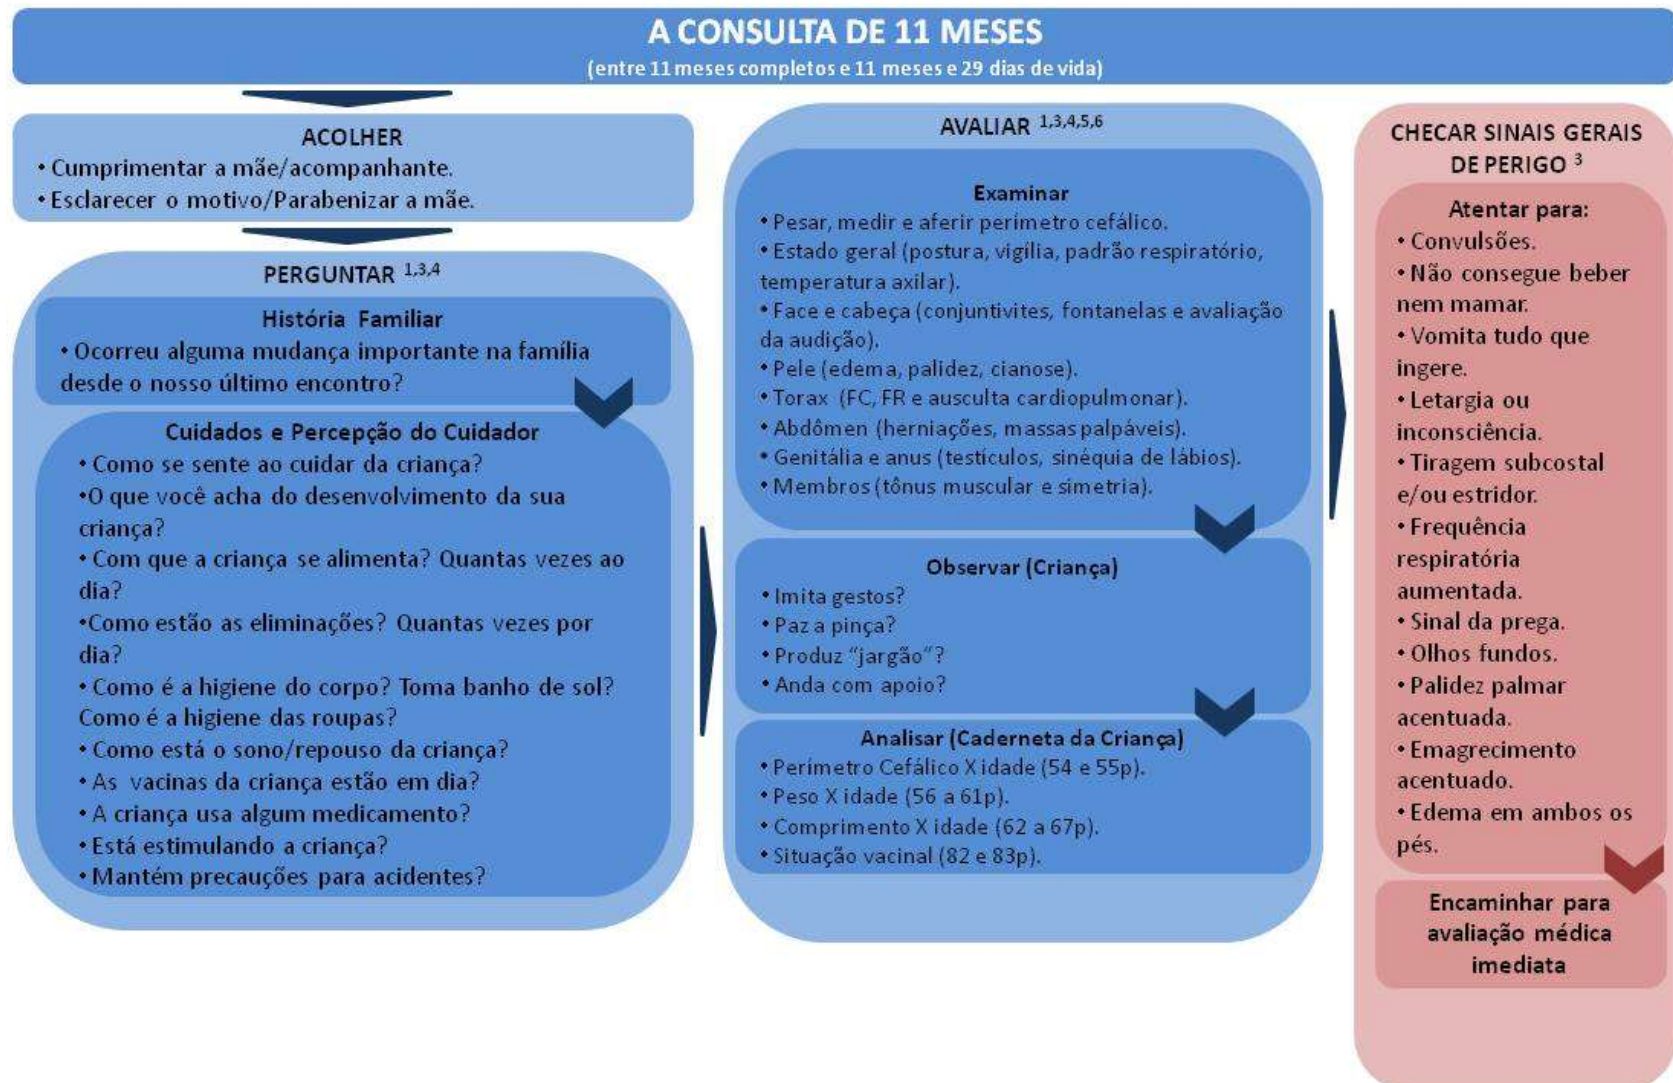 A CONSULTA DE 11 MESES
(entre 11 meses completos e 11 meses e 29 dias de vida)
ACOLHER
• Cumprimentar a mãe/acompanhante.
• Esclarecer o motivo/Parabenizar a mãe.
PERGUNTAR 1,3,4
História Familiar
• Ocorreu alguma mudança importante na família
desde o nosso último encontro?
Cuidados e Percepção do Cuidador
• Como se sente ao cuidar da criança?
•O que você acha do desenvolvimento da sua
criança?
• Com que a criança se alimenta? Quantas vezes ao
dia?
•Como estão as eliminações? Quantas vezes por
dia?
• Como é a higiene do corpo? Toma banho de sol?
Como é a higiene das roupas?
• Como está o sono/repouso da criança?
• As vacinas da criança estão em dia?
• A criança usa algum medicamento?
• Está estimulando a criança?
• Mantém precauções para acidentes?
AVALIAR 1,3,4,5,6
Examinar
• Pesar, medir e aferir perímetro cefálico.
• Estado geral (postura, vigília, padrão respiratório,
temperatura axilar).
• Face e cabeça (conjuntivites, fontanelas e avaliação
da audição).
• Pele (edema, palidez, cianose).
• Torax (FC, FR e ausculta cardiopulmonar).
• Abdômen (herniações, massas palpáveis).
• Genitália e anus (testículos, sinéquia de lábios).
• Membros (tônus muscular e simetria).
Observar (Criança)
• Imita gestos?
• Paz a pinça?
• Produz “jargão”?
• Anda com apoio?
Analisar (Caderneta da Criança)
• Perímetro Cefálico X idade (54 e 55p).
• Peso X idade (56 a 61p).
• Comprimento X idade (62 a 67p).
• Situação vacinal (82 e 83p).
CHECAR SINAIS GERAIS
DE PERIGO 3
Atentar para:
• Convulsões.
• Não consegue beber
nem mamar.
• Vomita tudo que
ingere.
• Letargia ou
inconsciência.
• Tiragem subcostal
e/ou estridor.
• Frequência
respiratória
aumentada.
• Sinal da prega.
• Olhos fundos.
• Palidez palmar
acentuada.
• Emagrecimento
acentuado.
• Edema em ambos os
pés.
Encaminhar para
avaliação médica
imediata